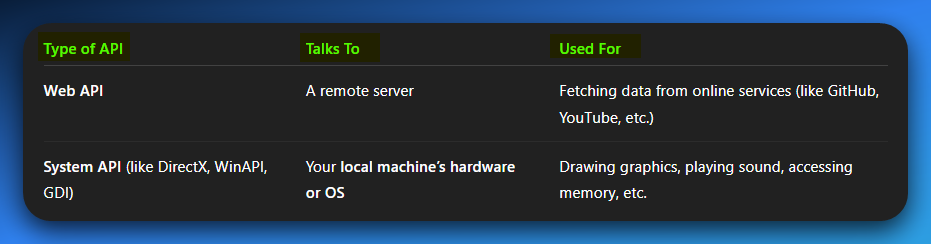 Type of API Talks To Used For
Web API A remote server Fetching data from online services (like GitHub,
YouTube, etc.)
System API (like DirectX, WinAPI, Your local machine’s hardware Drawing graphics, playing sound, accessing
GDI) or OS memory, etc.